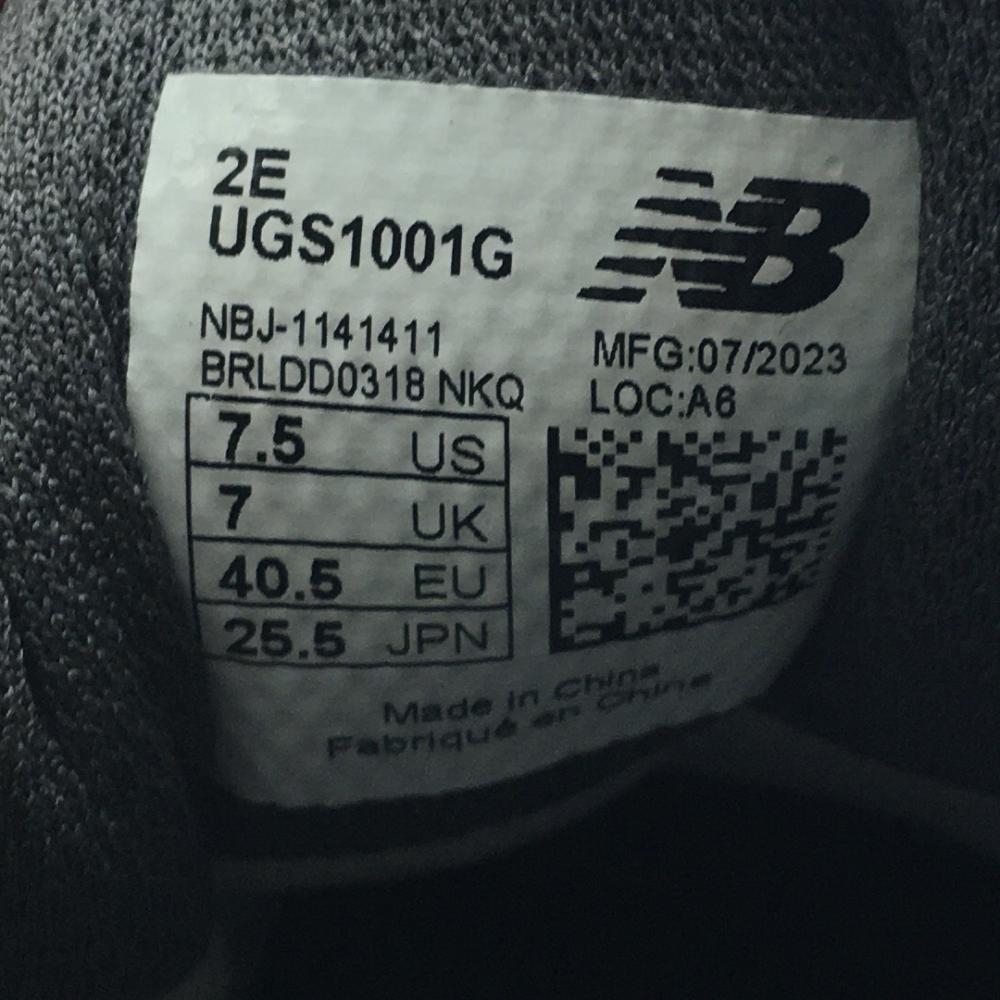 2E
UGS1001G
NB
NBJ-1141411
BRLDD0318 NKQ
MFG:07/2023
LOC:A6
7.5 US
7 UK
40.5 EU
25.5 JPN
Made in China
Fabriqué en Chine